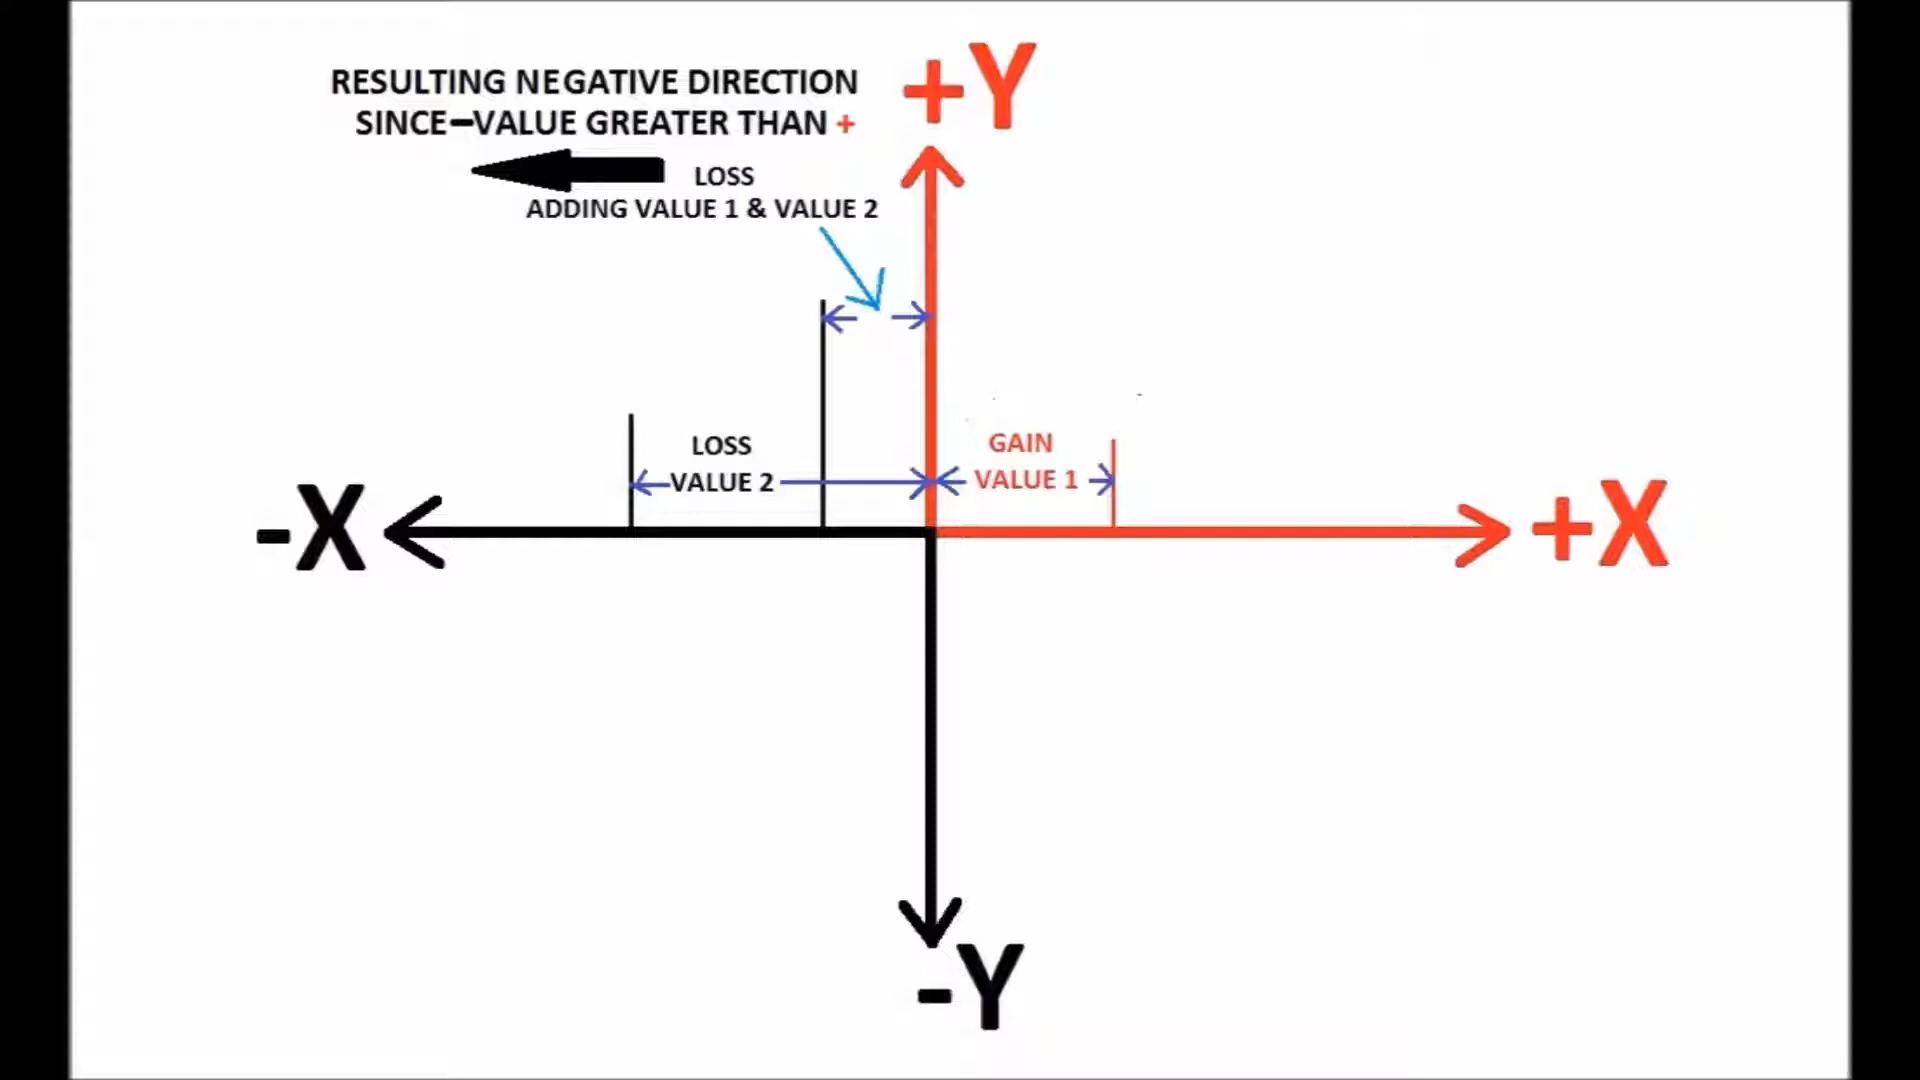 RESULTING NEGATIVE DIRECTION
SINCE-VALUE GREATER THAN +
LOSS
ADDING VALUE 1 & VALUE 2
+Y
LOSS
VALUE 2
GAIN
VALUE 1
-X
+X
-Y